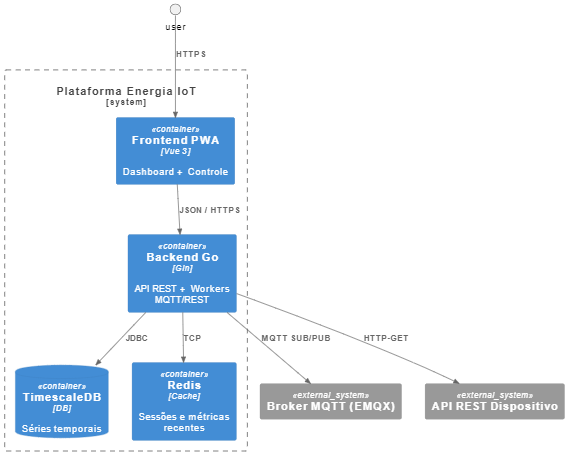 user
HTTPS
Plataforma Energia IoT
[system]
«container»
Frontend PWA
[Vue 3]
Dashboard + Controle
JSON / HTTPS
«container»
Backend Go
[Gin]
API REST + Workers
MQTT/REST
JDBC
TCP
MQTT SUB/PUB
HTTP-GET
«container»
TimescaleDB
[DB]
Séries temporais
«container»
Redis
[Cache]
Sessões e métricas
recentes
«external_system»
Broker MQTT (EMQX)
«external_system»
API REST Dispositivo